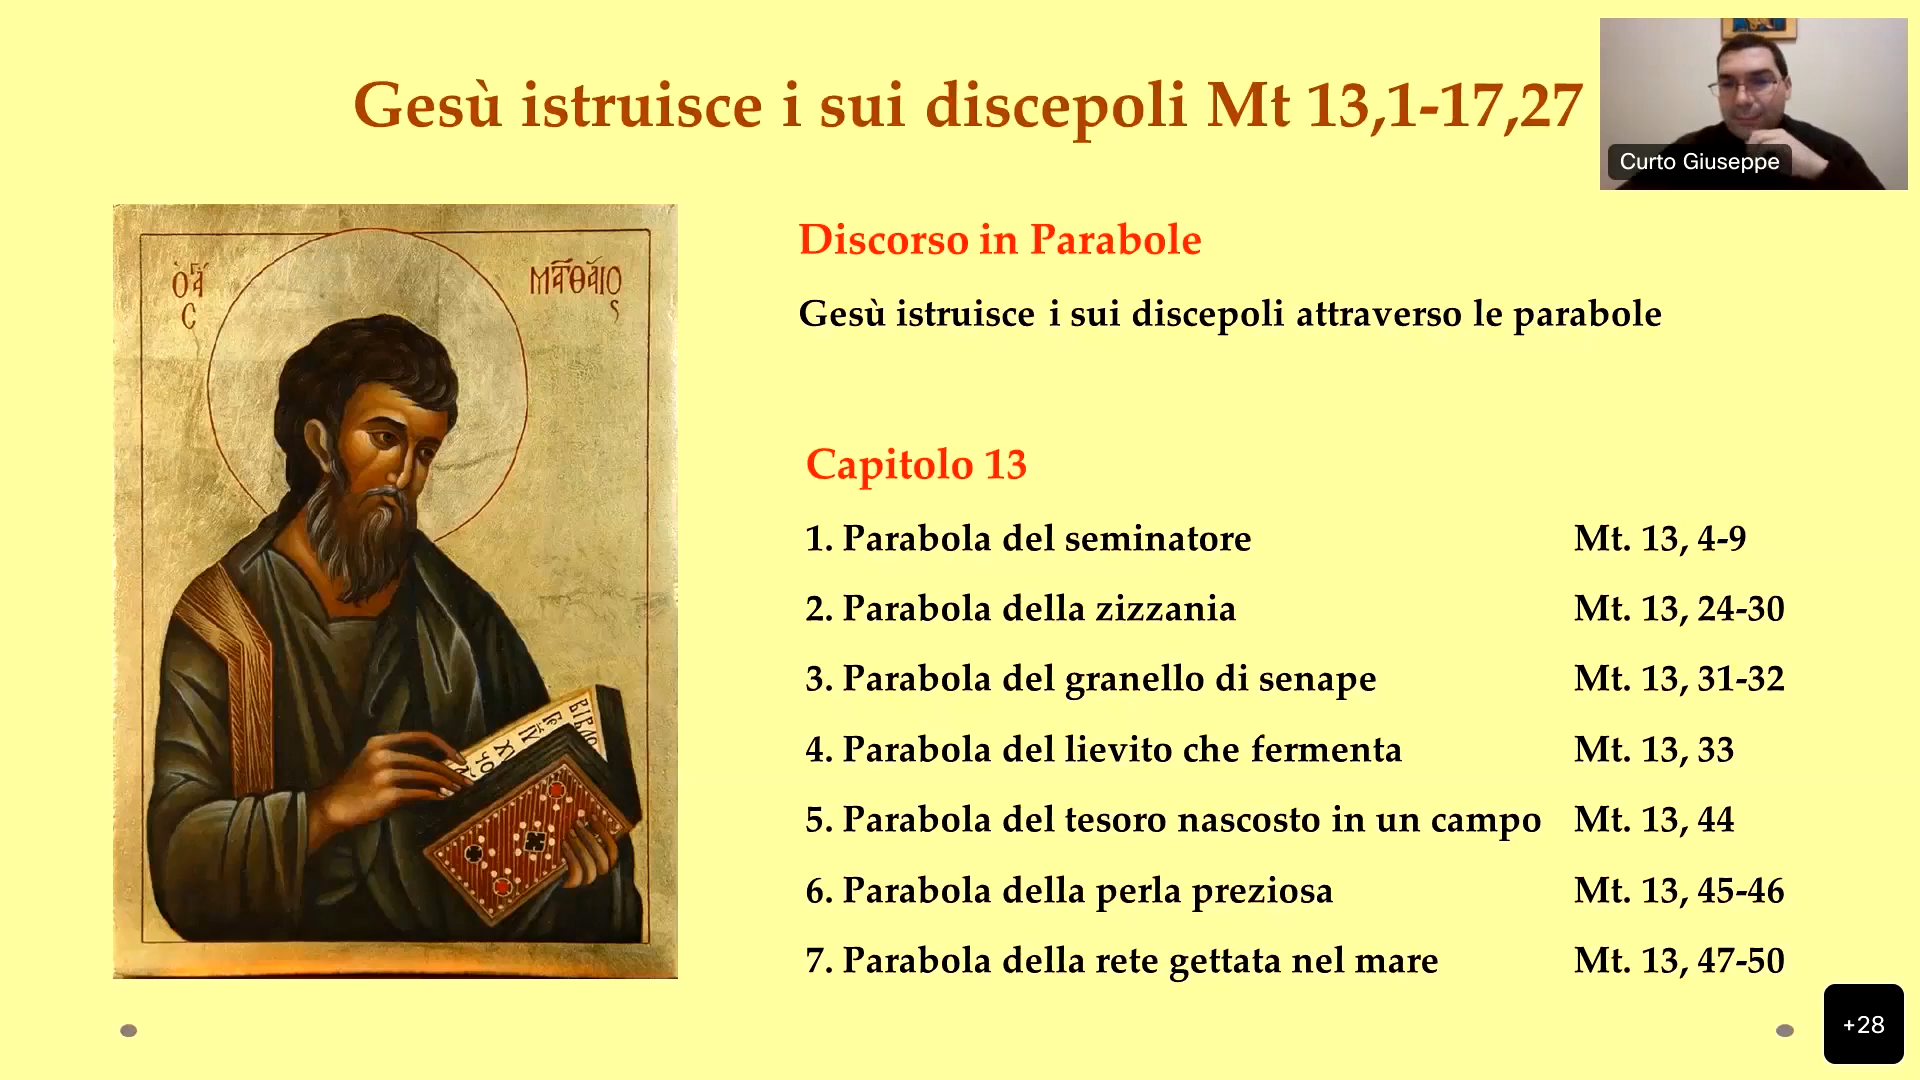 Gesù istruisce i sui discepoli Mt 13,1-17,27
Curto Giuseppe
Discorso in Parabole
Gesù istruisce i sui discepoli attraverso le parabole
Capitolo 13
1. Parabola del seminatore Mt. 13, 4-9
2. Parabola della zizzania Mt. 13, 24-30
3. Parabola del granello di senape Mt. 13, 31-32
4. Parabola del lievito che fermenta Mt. 13, 33
5. Parabola del tesoro nascosto in un campo Mt. 13, 44
6. Parabola della perla preziosa Mt. 13, 45-46
7. Parabola della rete gettata nel mare Mt. 13, 47-50
+28